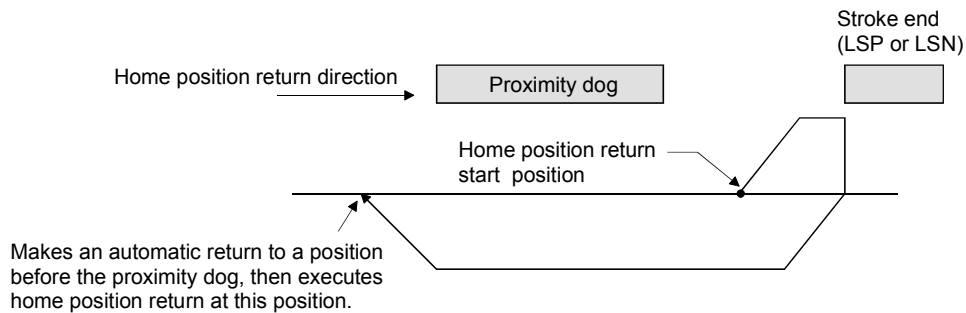 Stroke end
(LSP or LSN)
Home position return direction
Proximity dog
Home position return
start position
Makes an automatic return to a position
before the proximity dog, then executes
home position return at this position.